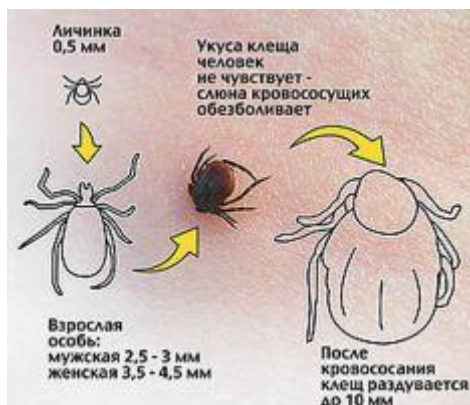 Личинка
0,5 мм
Укуса клеща
человек
не чувствует -
слюна кровососущих
обезболивает
Взрослая
особь:
мужская 2,5 - 3 мм
женская 3,5 - 4,5 мм
После
кровососания
клещ раздувается
до 10 мм